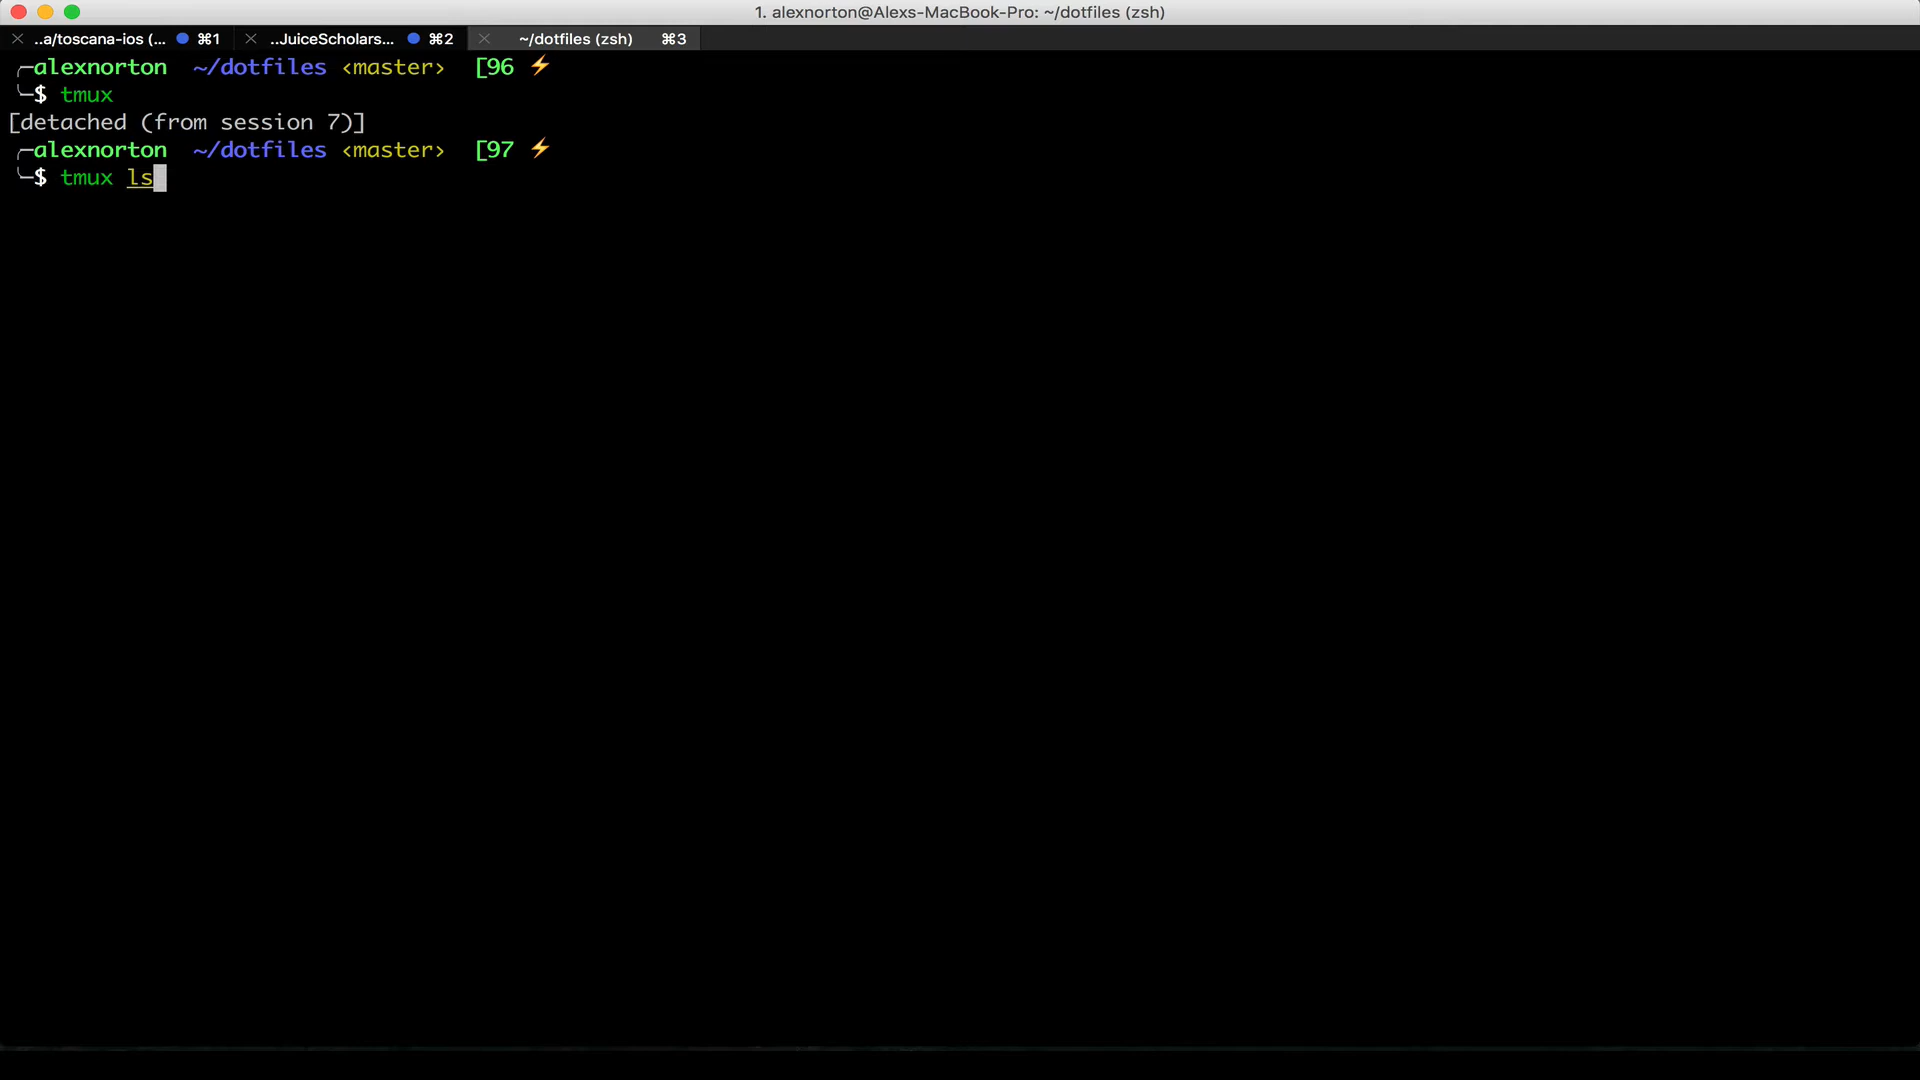 1. alexnorton@Alexs-MacBook-Pro: ~/dotfiles (zsh)
..a/toscana-ios (... ⌘1 ..JuiceScholars... ⌘2 ~/dotfiles (zsh) ⌘3
╭─alexnorton ~/dotfiles ‹master› [96 ⚡
╰─$ tmux
[detached (from session 7)]
╭─alexnorton ~/dotfiles ‹master› [97 ⚡
╰─$ tmux ls